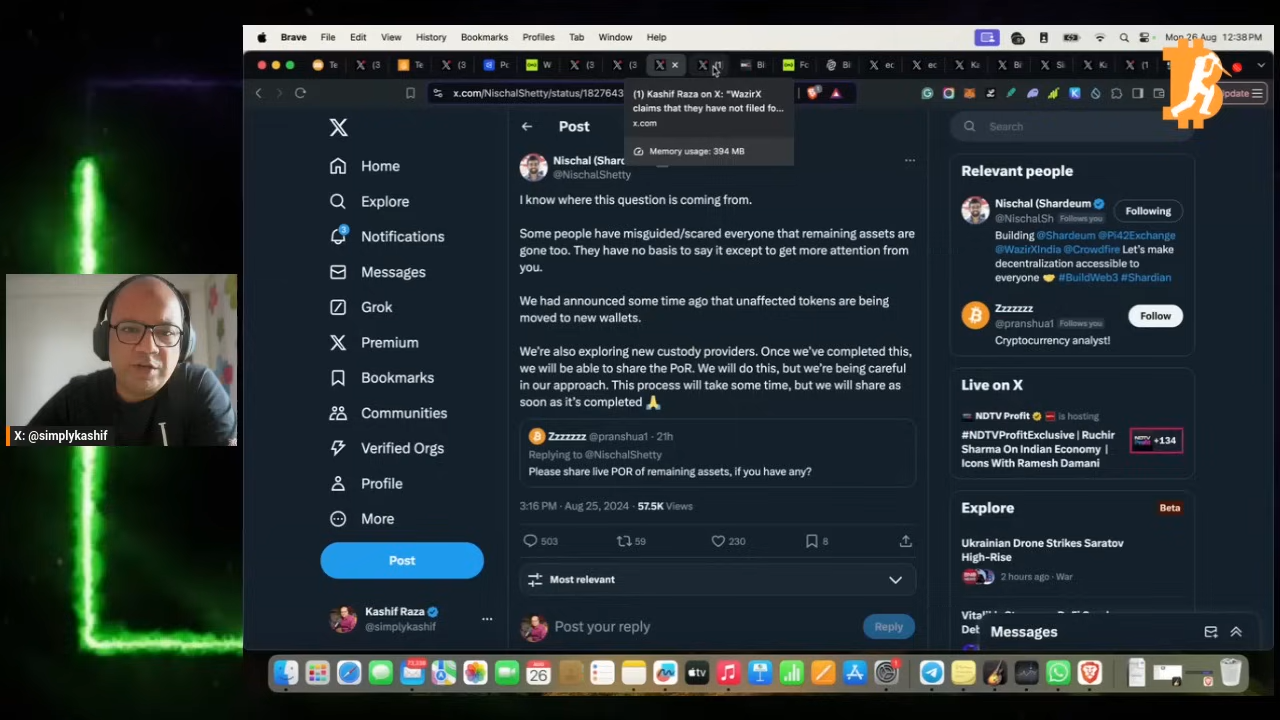 Brave File Edit View History Bookmarks Profiles Tab Window Help
Mon 26 Aug 12:38PM
x.com/NischalShetty/status/1827643
Update
(1) Kashif Raza on X: "WazirX
claims that they have not filed fo...
x.com
Memory usage: 394 MB
Post
Nischal (Shard
@NischalShetty
I know where this question is coming from.
Some people have misguided/scared everyone that remaining assets are
gone too. They have no basis to say it except to get more attention from
you.
We had announced some time ago that unaffected tokens are being
moved to new wallets.
We're also exploring new custody providers. Once we've completed this,
we will be able to share the PoR. We will do this, but we're being careful
in our approach. This process will take some time, but we will share as
soon as it's completed 🙏
Zzzzzzz @pranshua1 · 21h
Replying to @NischalShetty
Please share live POR of remaining assets, if you have any?
3:16 PM · Aug 25, 2024 · 57.5K Views
503 59 230 8
Most relevant
Post your reply
Reply
Home
Explore
Notifications
Messages
Grok
Premium
Bookmarks
Communities
Verified Orgs
Profile
More
Post
Kashif Raza
@simplykashif
Search
Relevant people
Nischal (Shardeum
@NischalSh Follows you
Following
Building @Shardeum @Pi42Exchange
@WazirXIndia @Crowdfire Let's make
decentralization accessible to
everyone 🤝 #BuildWeb3 #Shardian
Zzzzzzz
@pranshua1 Follows you
Follow
Cryptocurrency analyst!
Live on X
NDTV Profit is hosting
#NDTVProfitExclusive | Ruchir
Sharma On Indian Economy |
Icons With Ramesh Damani
+134
Explore
Beta
Ukrainian Drone Strikes Saratov
High-Rise
2 hours ago · War
Messages
X: @simplykashif